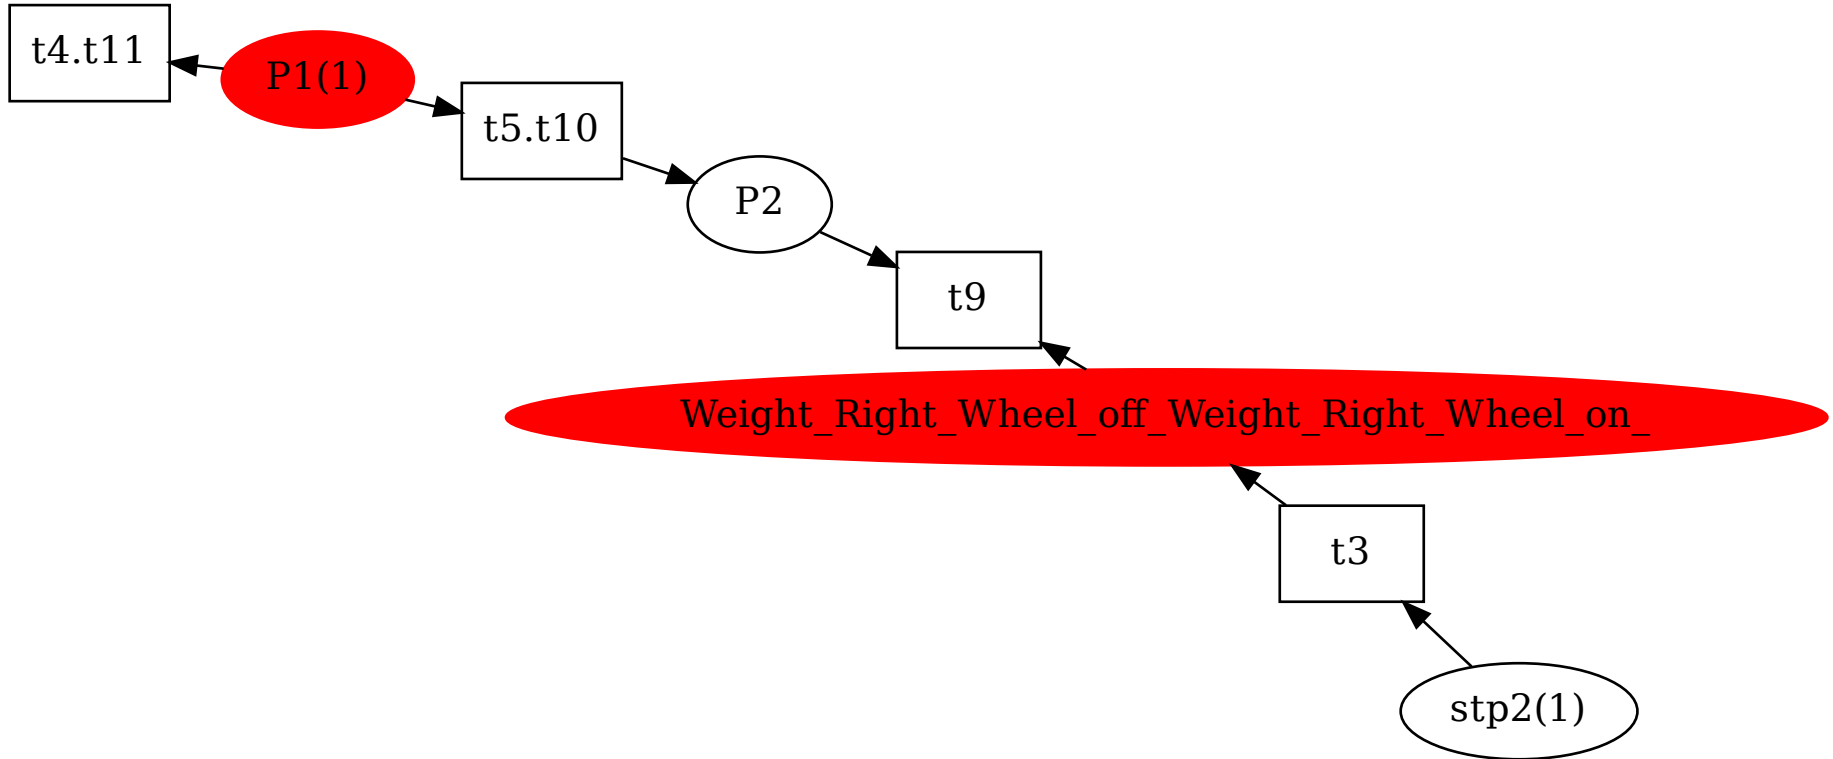 t4.t11
P1(1)
t5.t10
P2
t9
Weight_Right_Wheel_off_Weight_Right_Wheel_on_
t3
stp2(1)